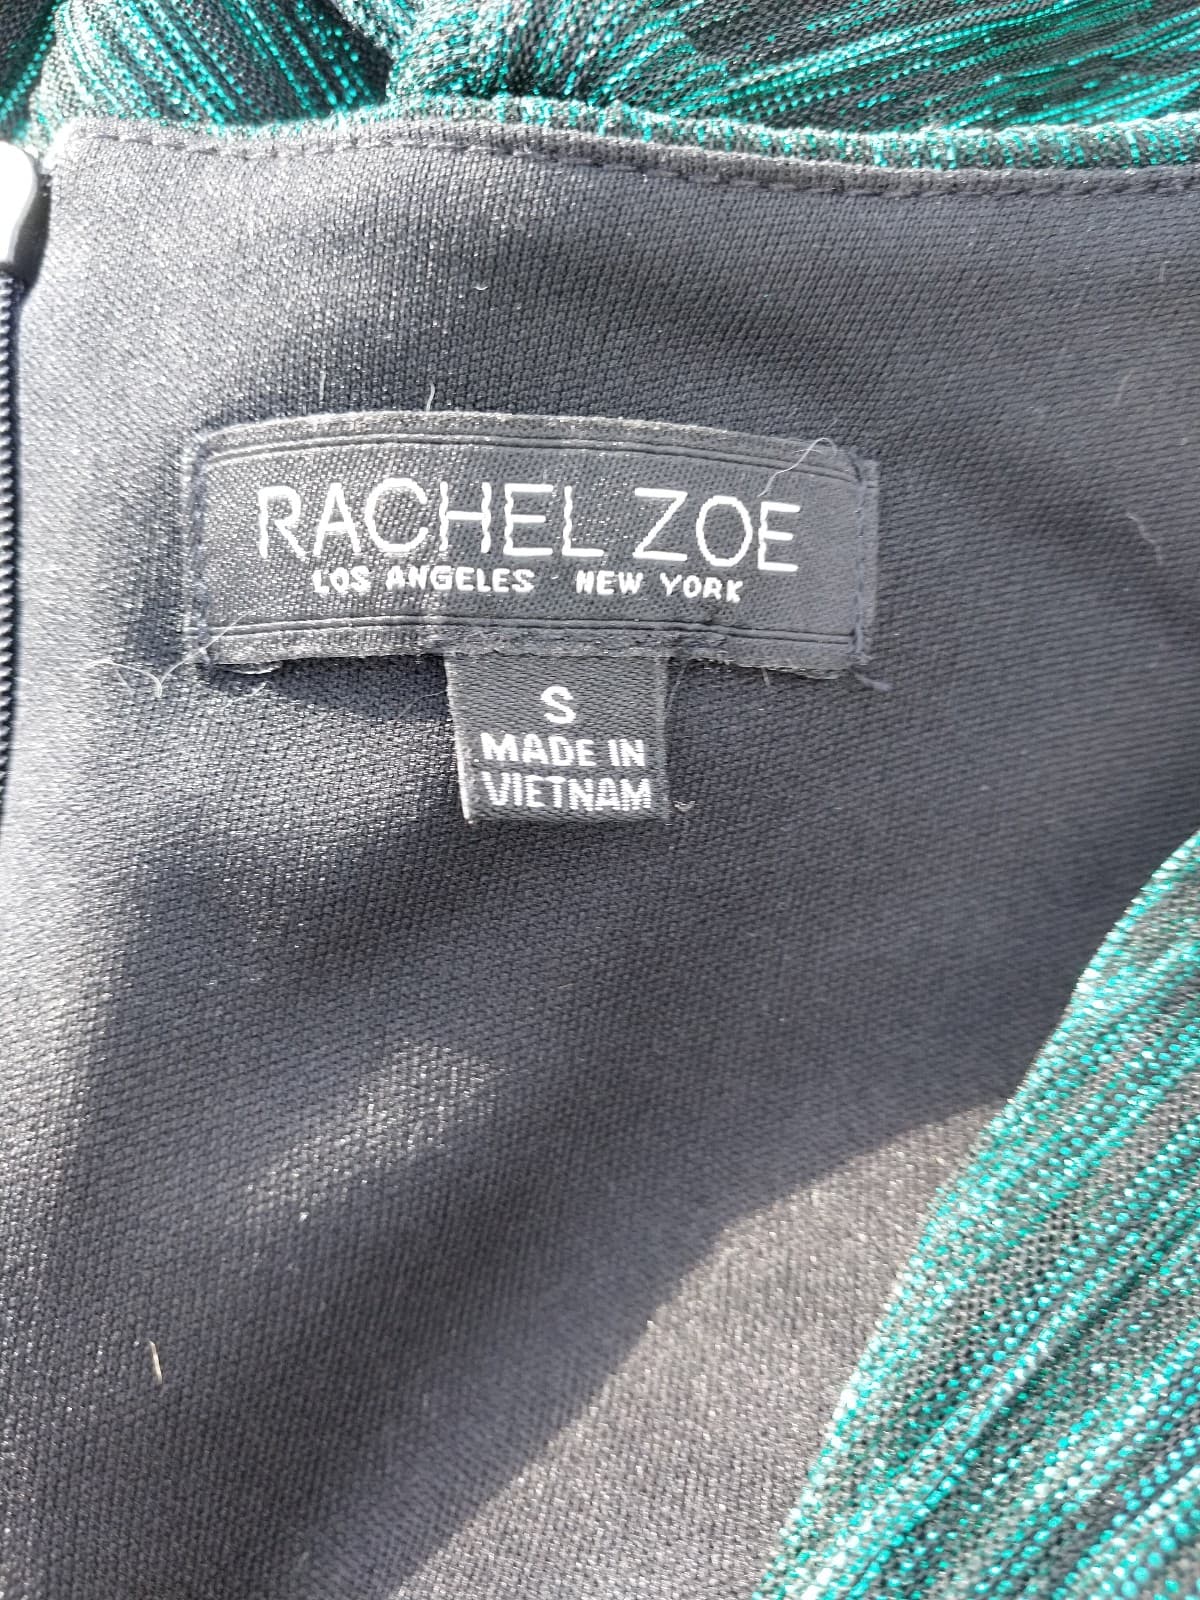 RACHEL ZOE
LOS ANGELES NEW YORK
S
MADE IN
VIETNAM